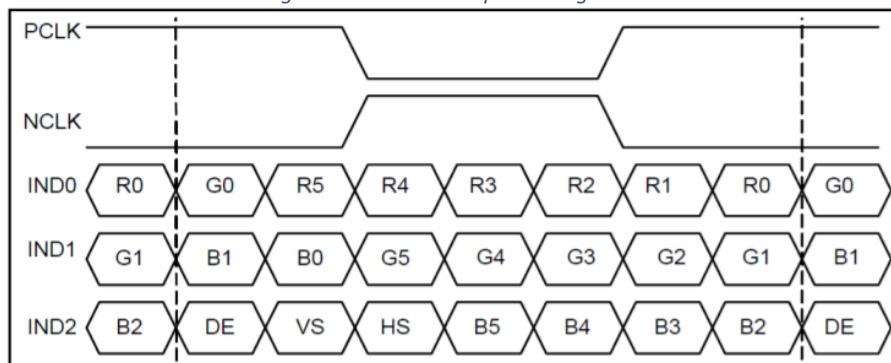 PCLK
NCLK
IND0 R0 G0 R5 R4 R3 R2 R1 R0 G0
IND1 G1 B1 B0 G5 G4 G3 G2 G1 B1
IND2 B2 DE VS HS B5 B4 B3 B2 DE